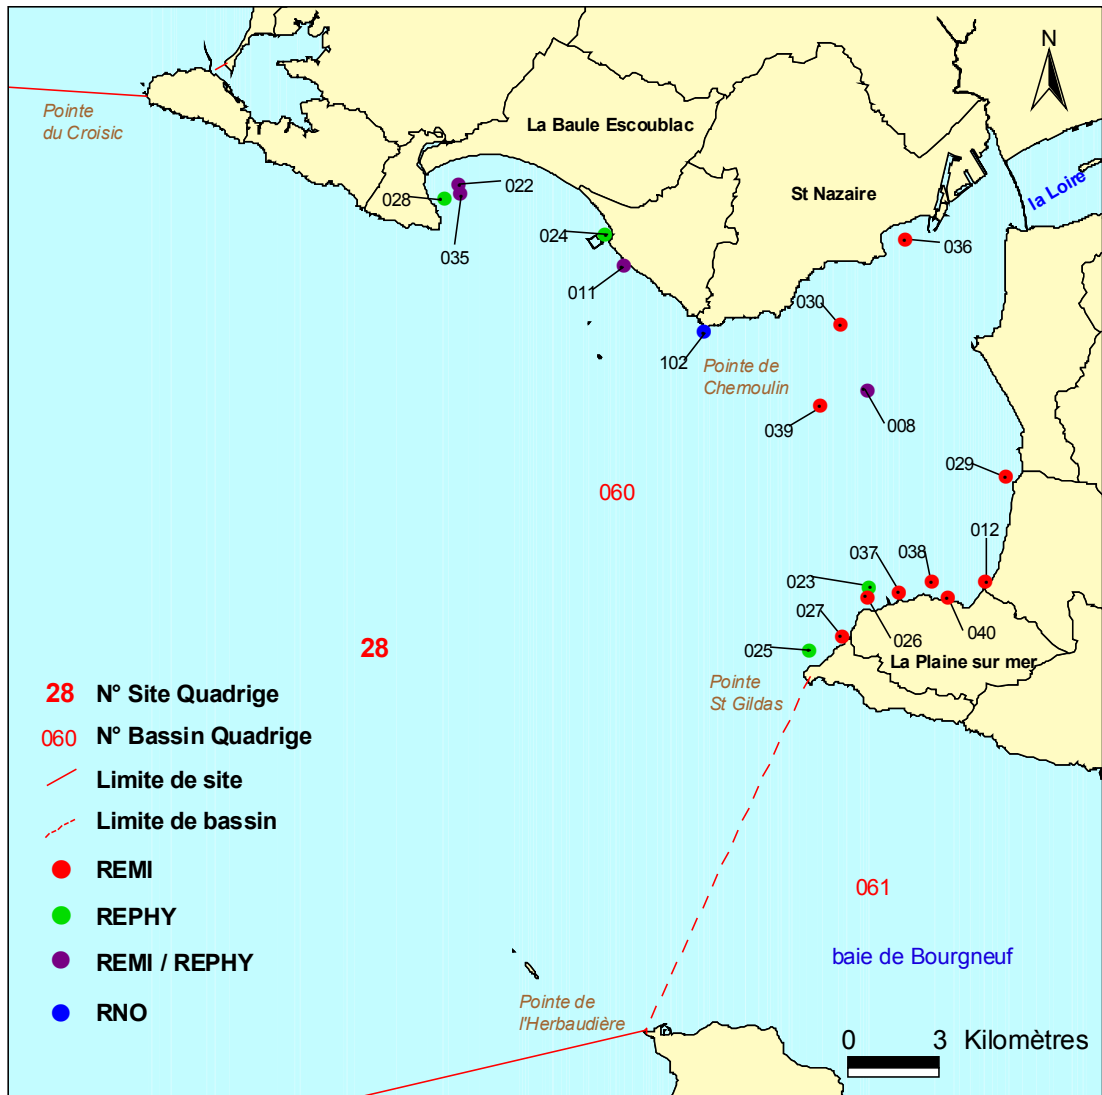 N
Pointe
du Croisic
La Baule Escoublac
St Nazaire
la Loire
022
028
035
024
011
036
030
102
Pointe de
Chemoulin
039
008
029
060
012
038
037
023
027
026
040
025
La Plaine sur mer
28
Pointe
St Gildas
28 N° Site Quadrige
060 N° Bassin Quadrige
Limite de site
Limite de bassin
REMI
REPHY
REMI / REPHY
RNO
061
baie de Bourgneuf
Pointe de
l'Herbaudière
0 3 Kilomètres